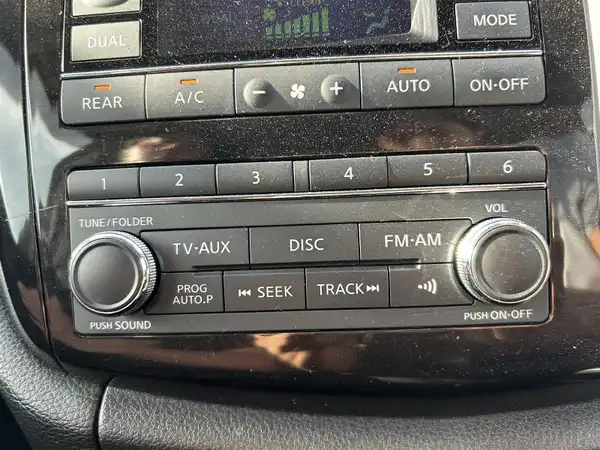 MODE
DUAL
REAR
A/C
AUTO
ON·OFF
1
2
3
4
5
6
TUNE/FOLDER
VOL
TV·AUX
DISC
FM·AM
PROG
AUTO.P
SEEK
TRACK
PUSH SOUND
PUSH ON·OFF